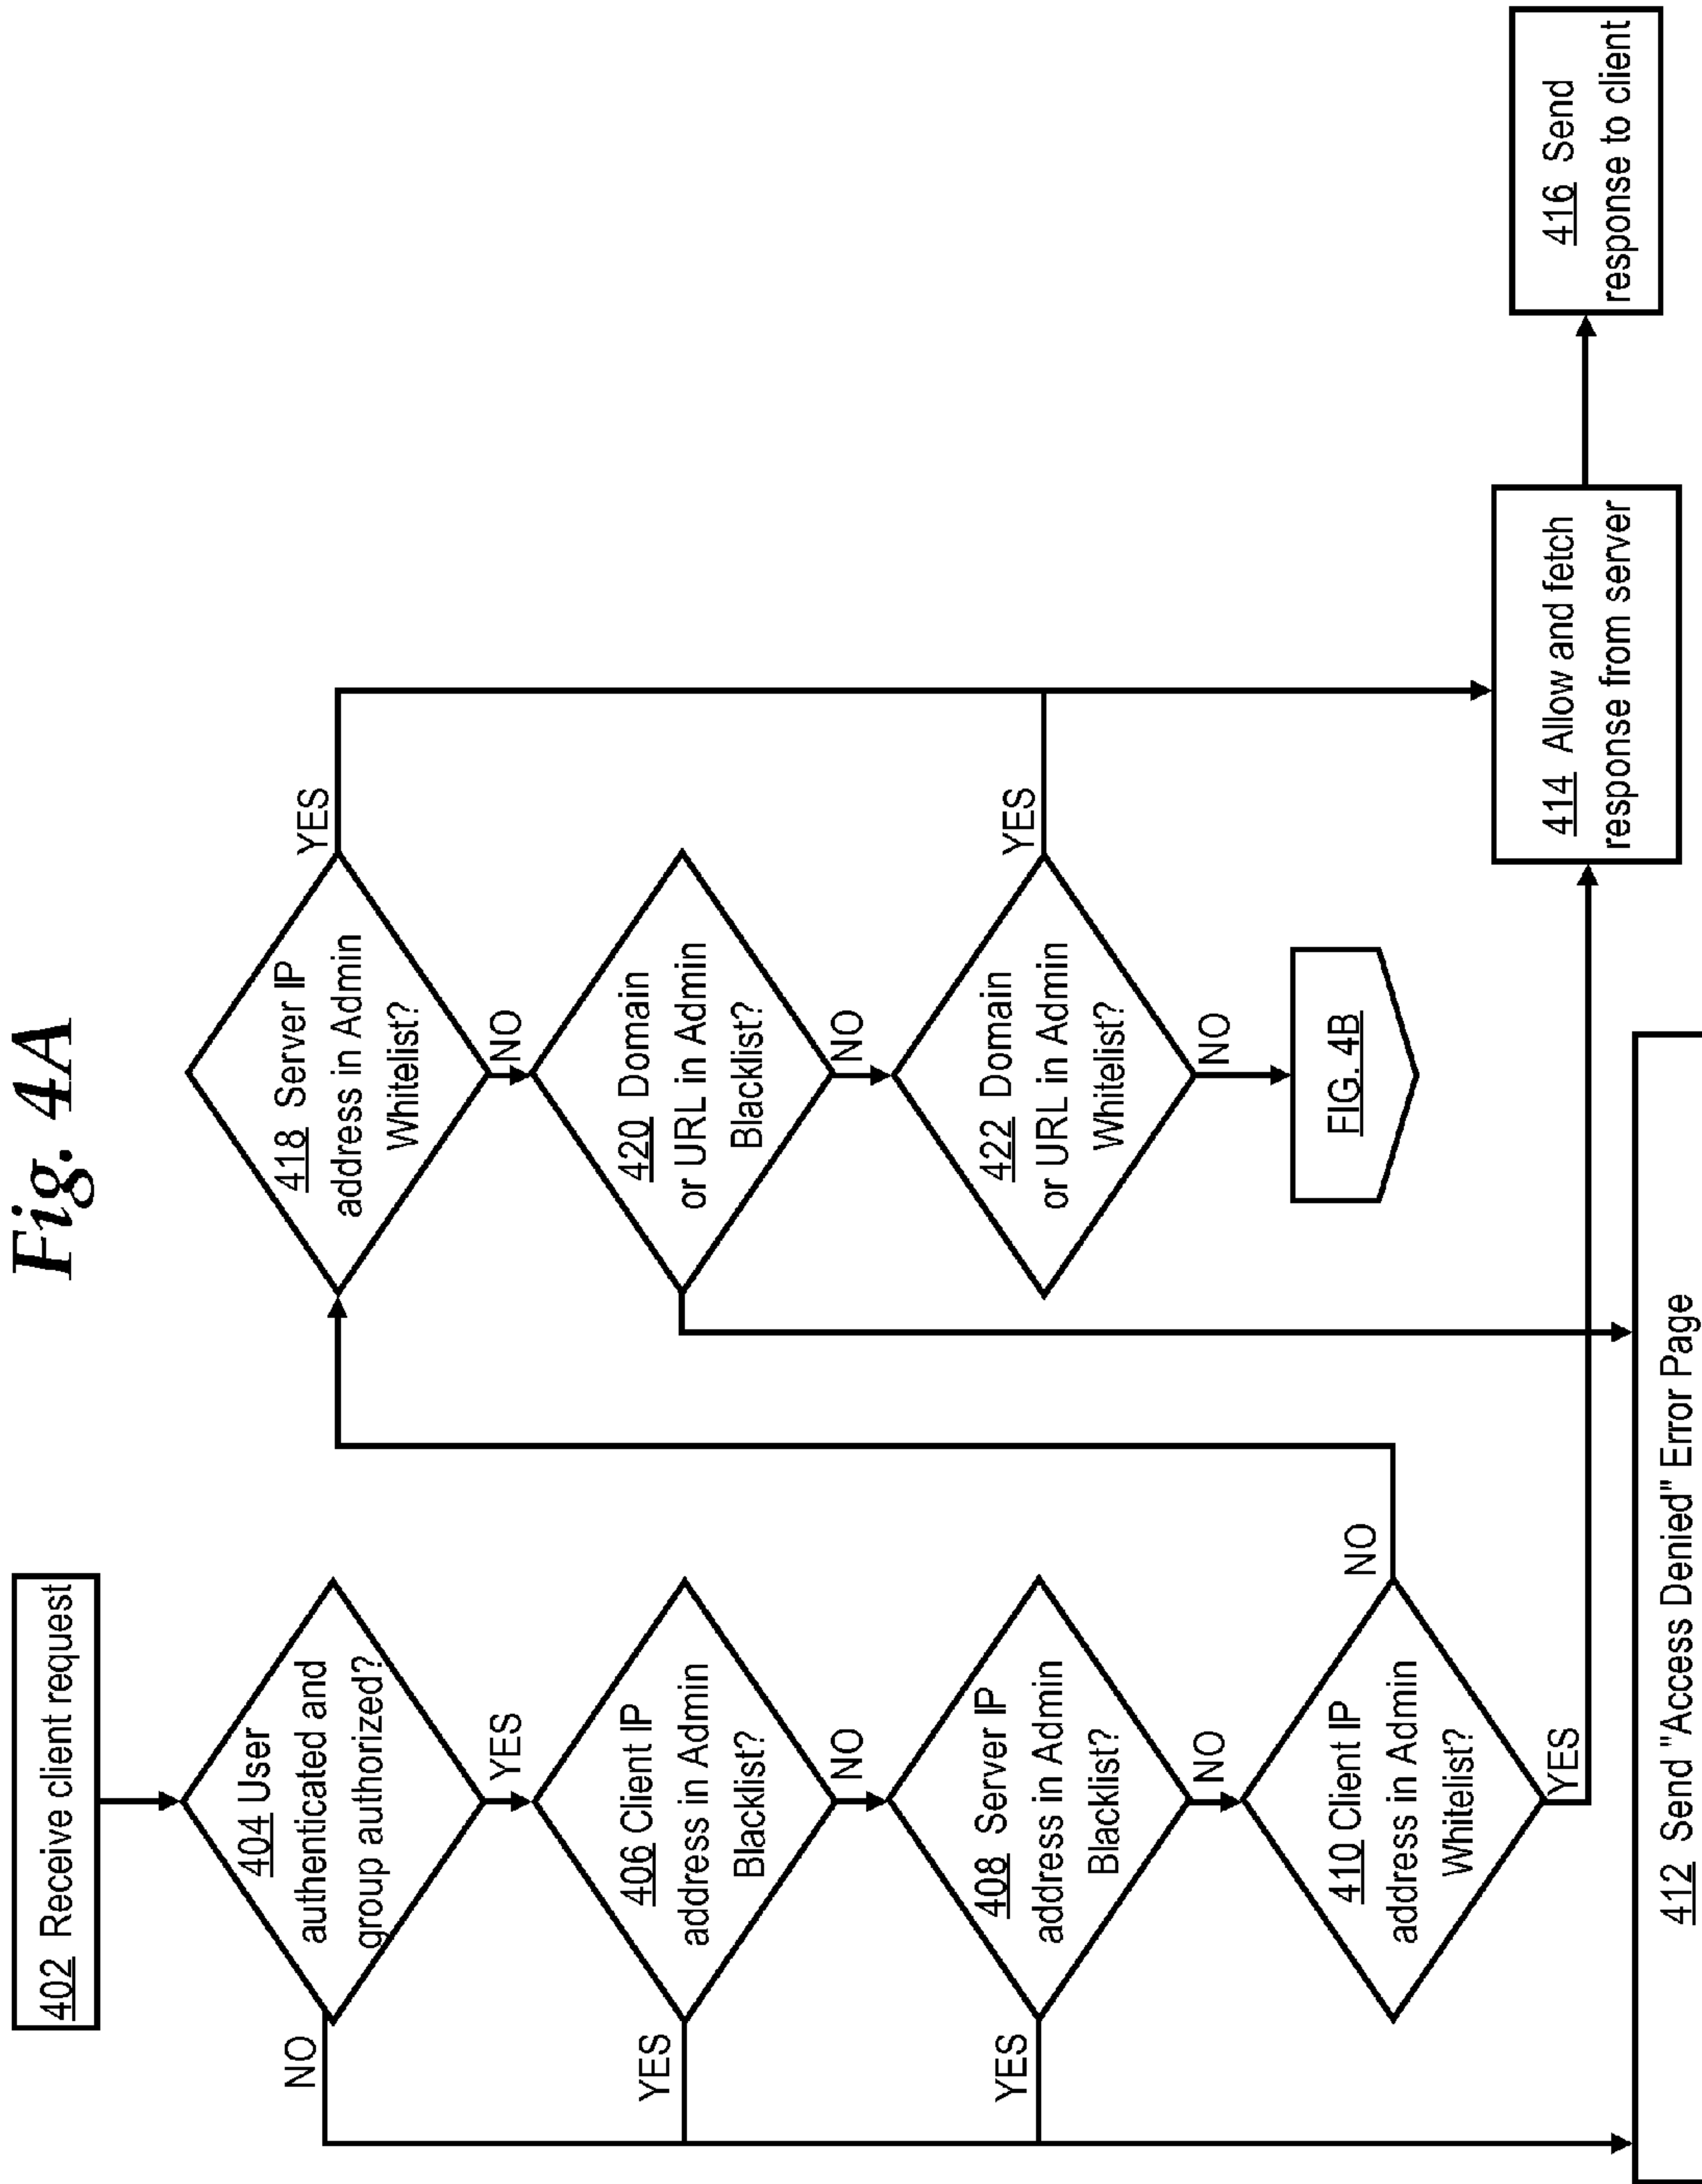 Fig. 4A
402 Receive client request
404 User
authenticated and
group authorized?
NO
YES
406 Client IP
address in Admin
Blacklist?
YES
NO
408 Server IP
address in Admin
Blacklist?
YES
NO
410 Client IP
address in Admin
Whitelist?
NO
YES
418 Server IP
address in Admin
Whitelist?
YES
NO
420 Domain
or URL in Admin
Blacklist?
NO
422 Domain
or URL in Admin
Whitelist?
YES
NO
FIG. 4B
414 Allow and fetch
response from server
416 Send
response to client
412 Send "Access Denied" Error Page